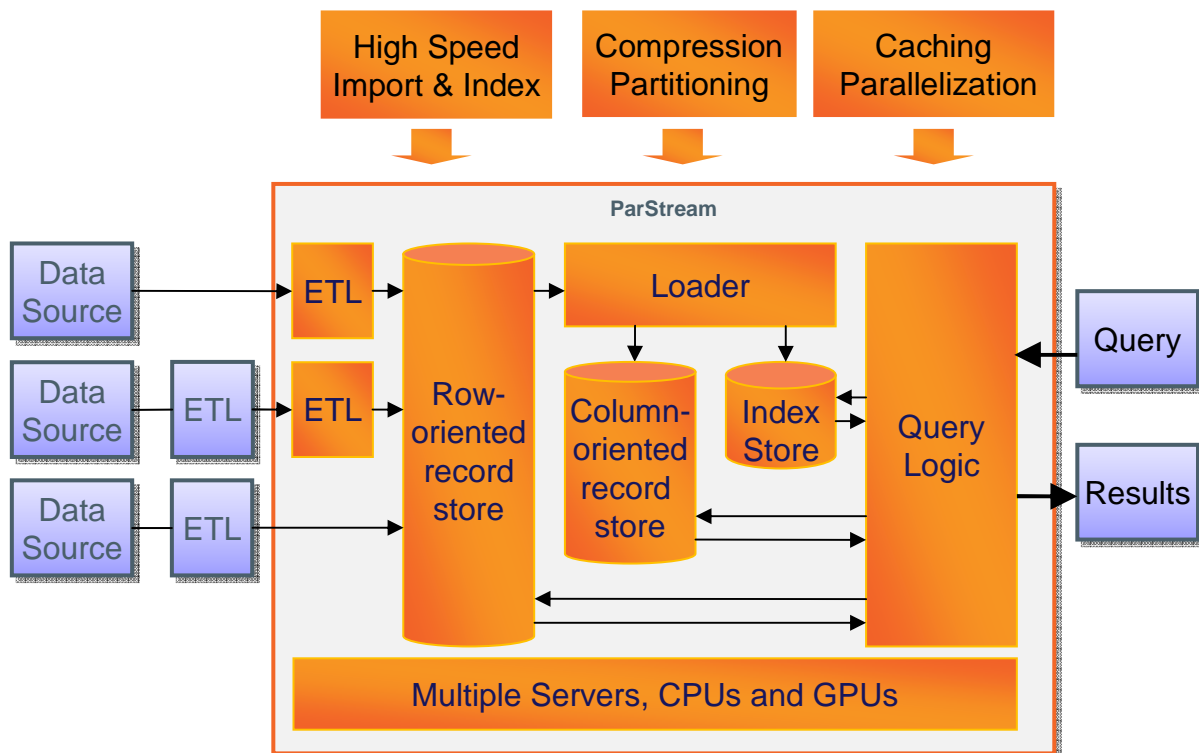 High Speed
Import & Index
Compression
Partitioning
Caching
Parallelization
ParStream
Data
Source
ETL
Loader
Data
Source
ETL
ETL
Row-
oriented
record
store
Column-
oriented
record
store
Index
Store
Query
Logic
Query
Results
Data
Source
ETL
Multiple Servers, CPUs and GPUs